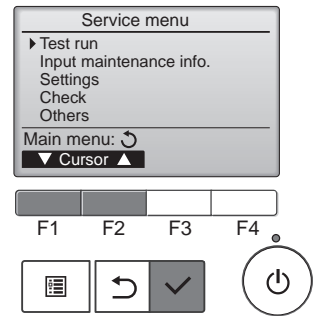 Service menu
Test run
Input maintenance info.
Settings
Check
Others
Main menu:
▼ Cursor ▲
F1 F2 F3 F4